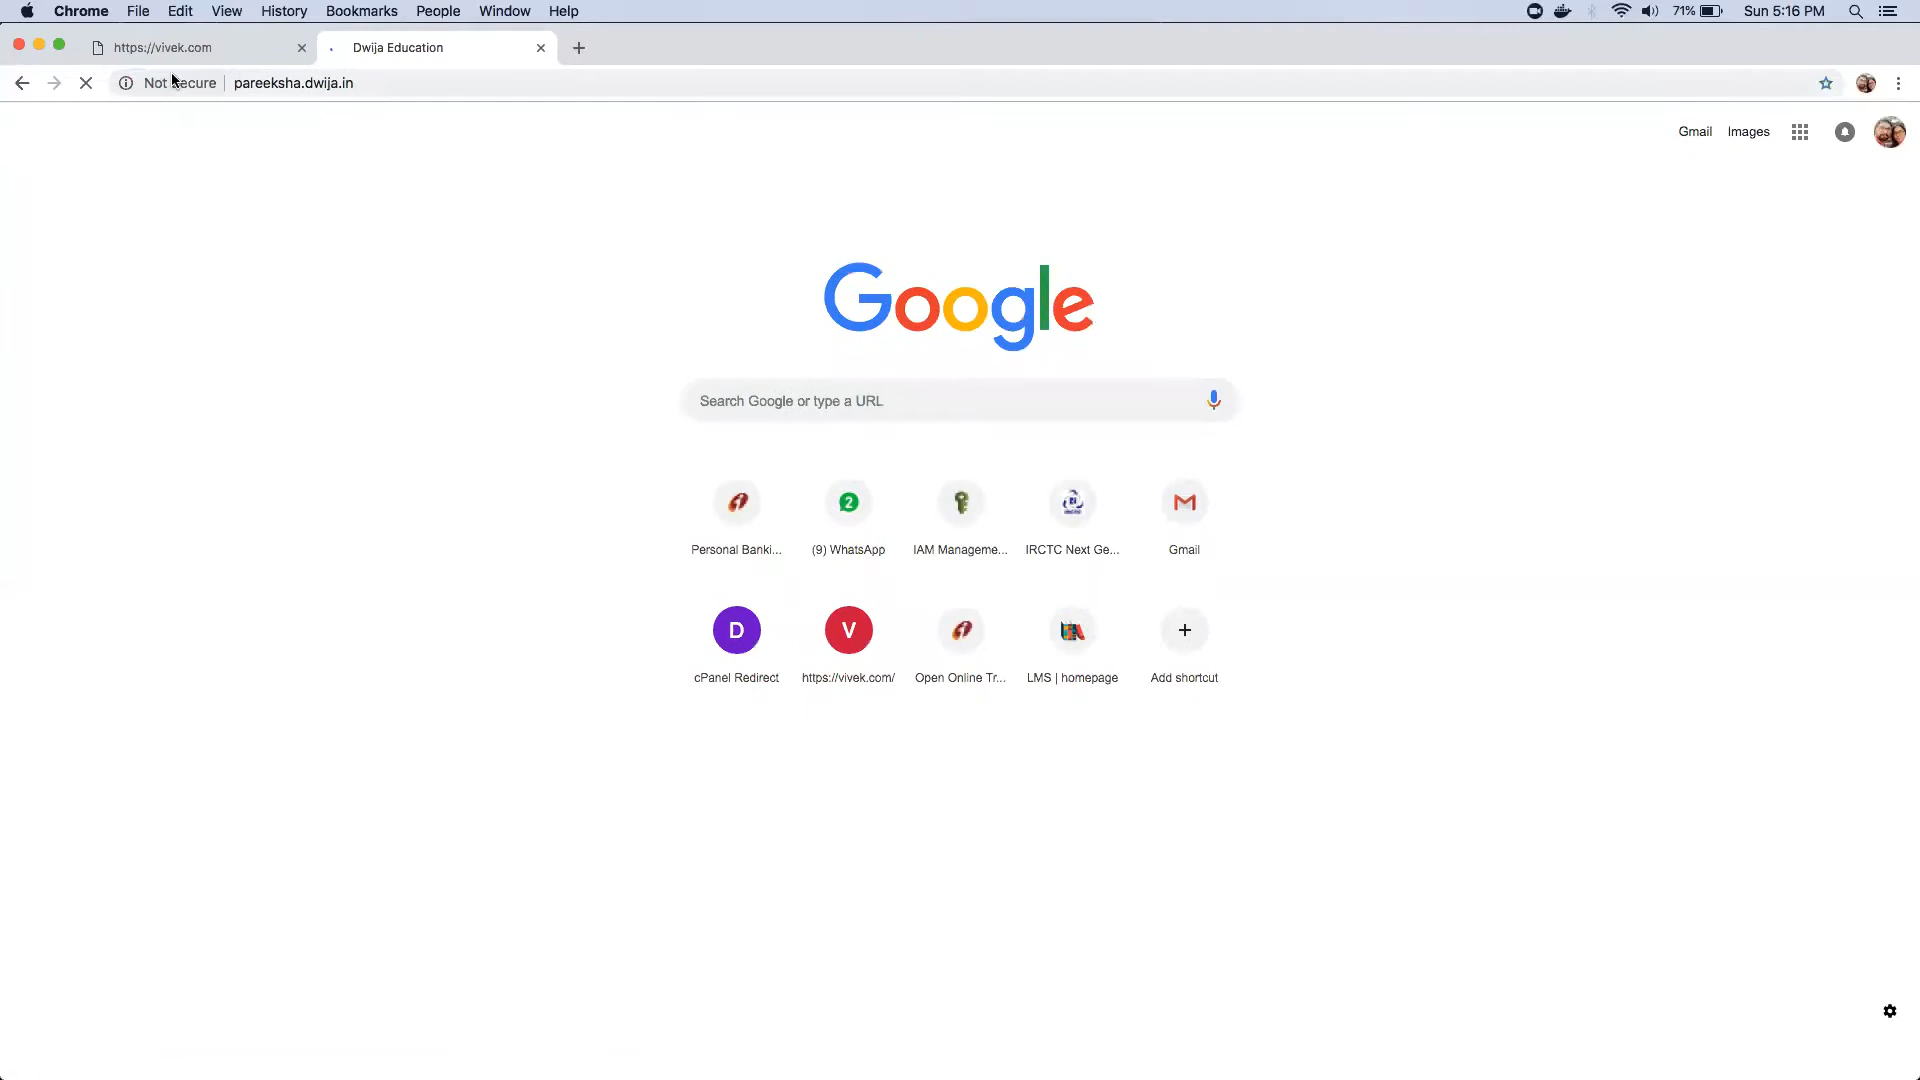 Chrome File Edit View History Bookmarks People Window Help 71% Sun 5:16 PM
https://vivek.com Dwija Education
Not Secure pareeksha.dwija.in
Gmail Images
Google
Search Google or type a URL
2
Personal Banki... (9) WhatsApp IAM Manageme... IRCTC Next Ge... Gmail
D V
cPanel Redirect https://vivek.com/ Open Online Tr... LMS | homepage Add shortcut